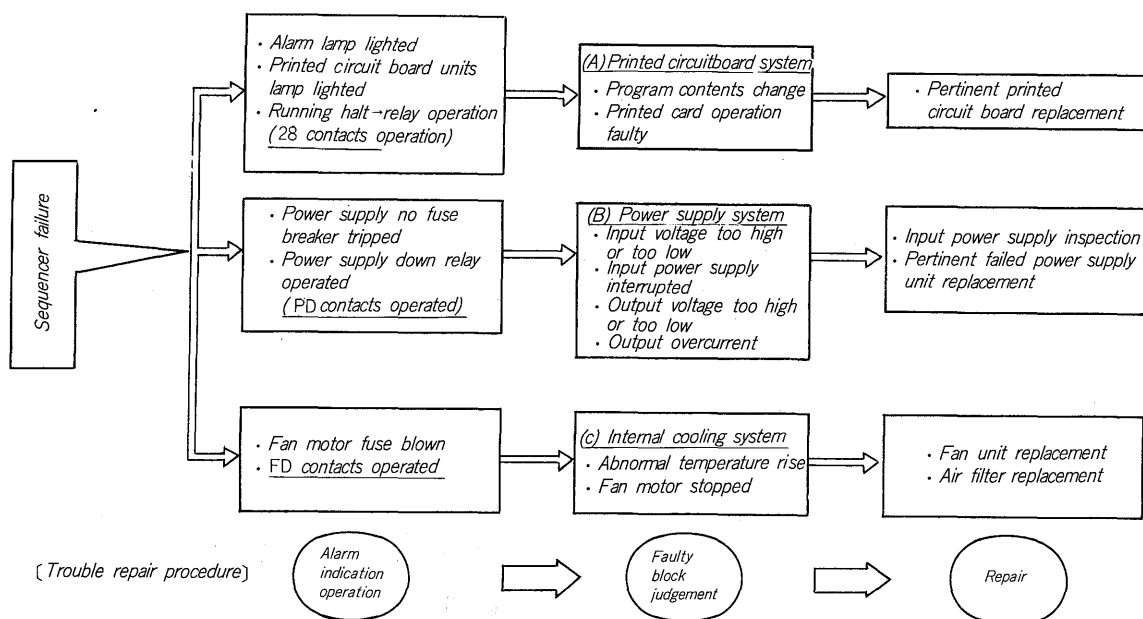 Sequencer failure
· Alarm lamp lighted
· Printed circuit board units
lamp lighted
· Running halt→relay operation
(28 contacts operation)
(A) Printed circuitboard system
· Program contents change
· Printed card operation
faulty
· Pertinent printed
circuit board replacement
· Power supply no fuse
breaker tripped
· Power supply down relay
operated
(PD contacts operated)
(B) Power supply system
· Input voltage too high
or too low
· Input power supply
interrupted
· Output voltage too high
or too low
· Output overcurrent
· Input power supply inspection
· Pertinent failed power supply
unit replacement
· Fan motor fuse blown
· FD contacts operated
(c) Internal cooling system
· Abnormal temperature rise
· Fan motor stopped
· Fan unit replacement
· Air filter replacement
[Trouble repair procedure]
Alarm
indication
operation
Faulty
block
judgement
Repair